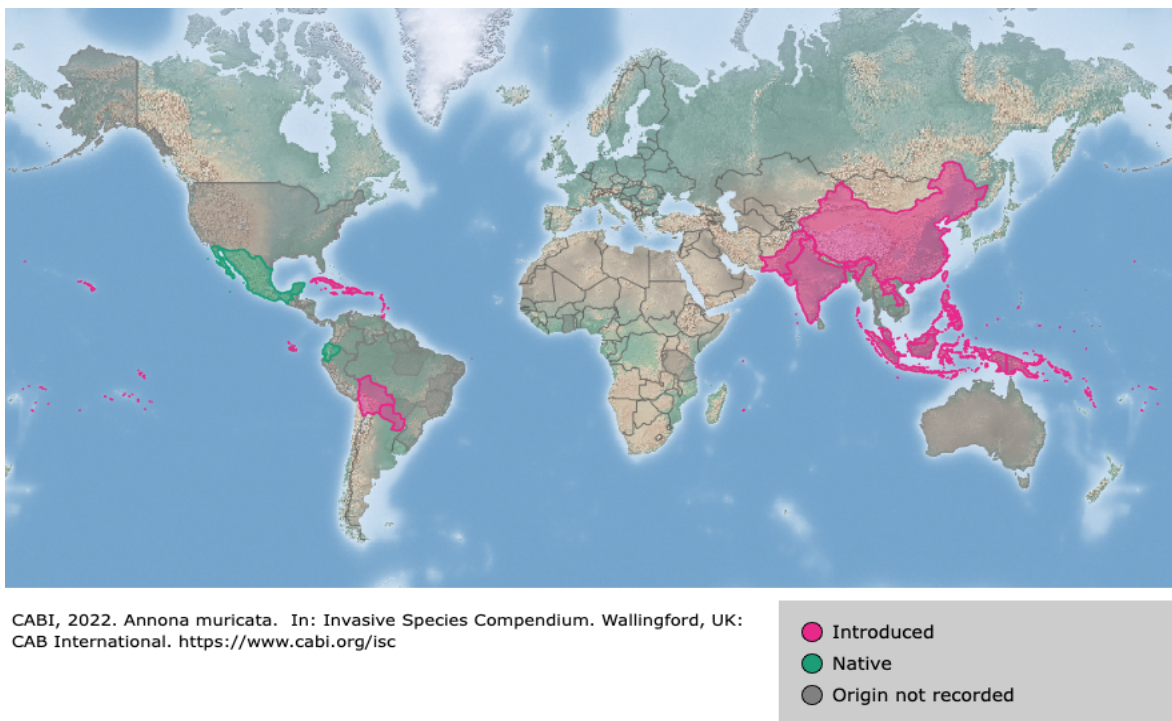 CABI, 2022. Annona muricata. In: Invasive Species Compendium. Wallingford, UK:
CAB International. https://www.cabi.org/isc
Introduced
Native
Origin not recorded